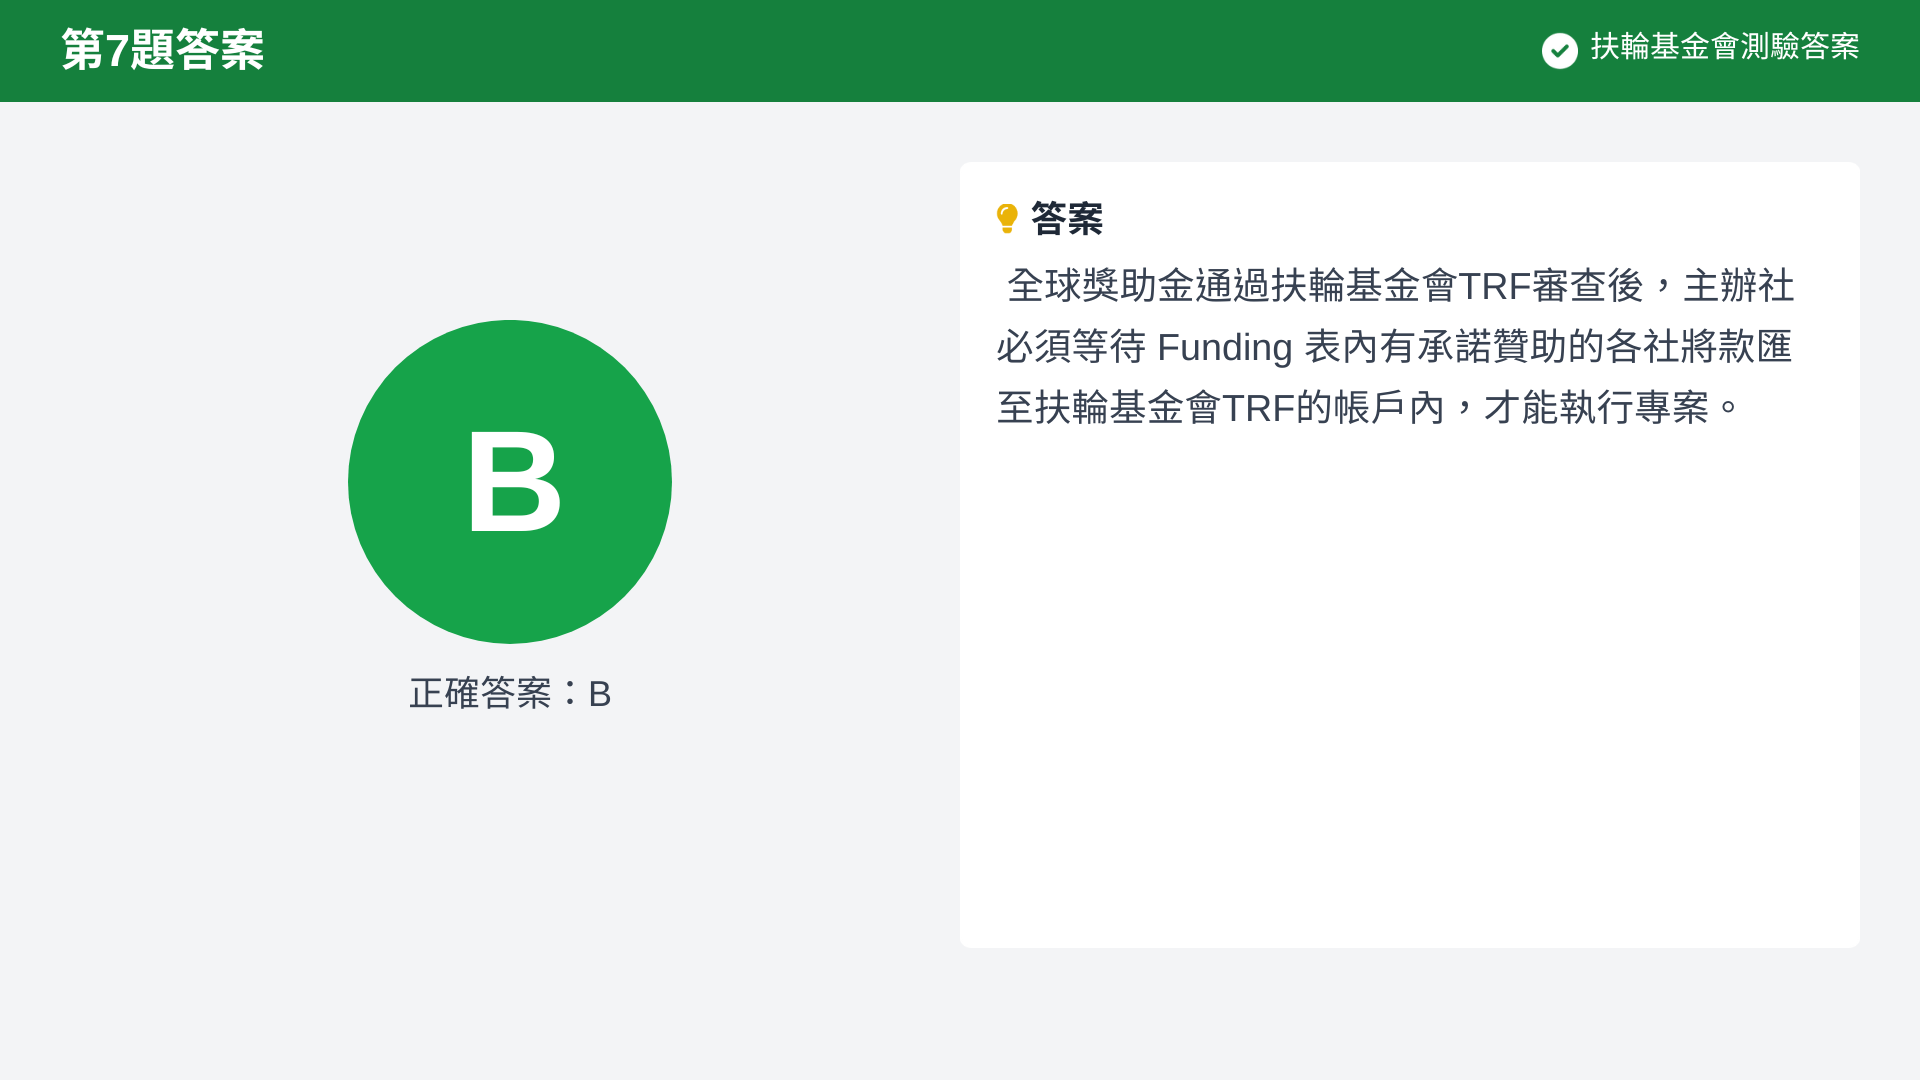 第7題答案
扶輪基金會測驗答案
B
正確答案：B
答案
全球獎助金通過扶輪基金會TRF審查後，主辦社
必須等待 Funding 表內有承諾贊助的各社將款匯
至扶輪基金會TRF的帳戶內，才能執行專案。